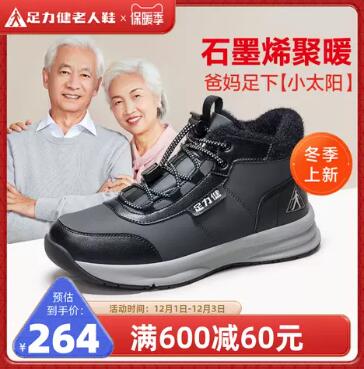 足力健老人鞋 × 保暖季
石墨烯聚暖
爸妈足下【小太阳】
冬季
上新
足力健
预估
到手价:
¥264
活动时间：12月1日-12月3日
满600减60元